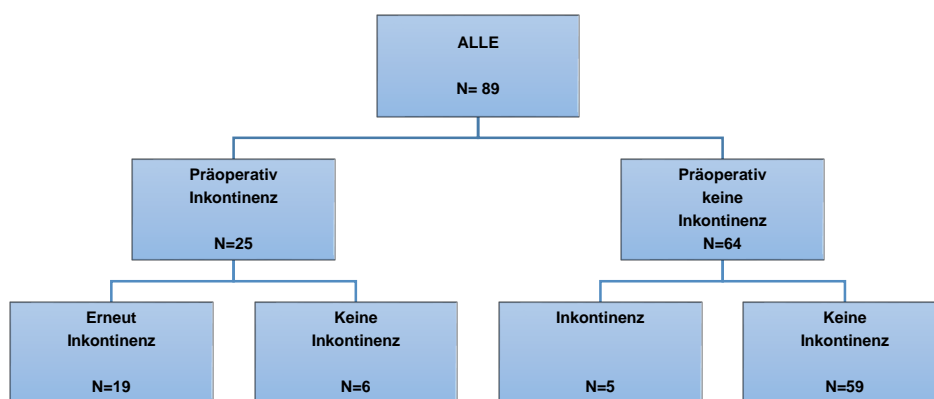 ALLE
N= 89
Präoperativ
Inkontinenz
N=25
Präoperativ
keine
Inkontinenz
N=64
Erneut
Inkontinenz
N=19
Keine
Inkontinenz
N=6
Inkontinenz
N=5
Keine
Inkontinenz
N=59